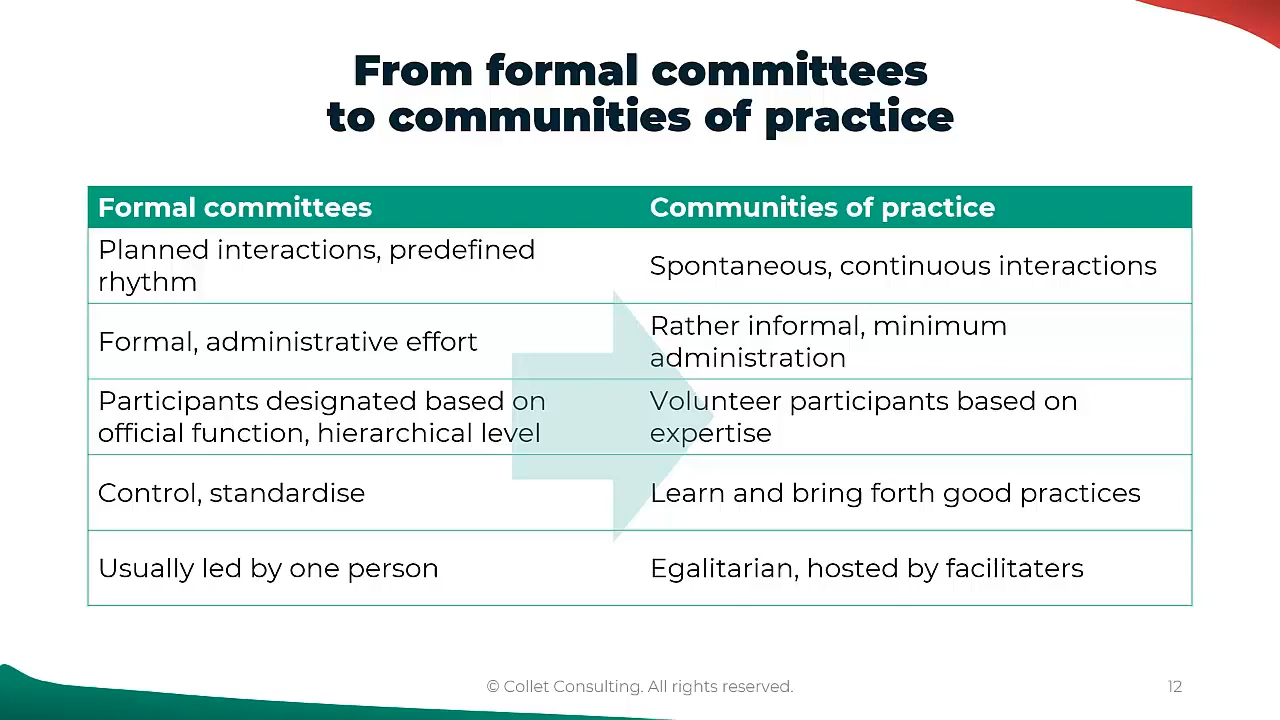 From formal committees
to communities of practice
Formal committees
Communities of practice
Planned interactions, predefined
rhythm
Spontaneous, continuous interactions
Formal, administrative effort
Rather informal, minimum
administration
Participants designated based on
official function, hierarchical level
Volunteer participants based on
expertise
Control, standardise
Learn and bring forth good practices
Usually led by one person
Egalitarian, hosted by facilitaters
© Collet Consulting. All rights reserved.
12